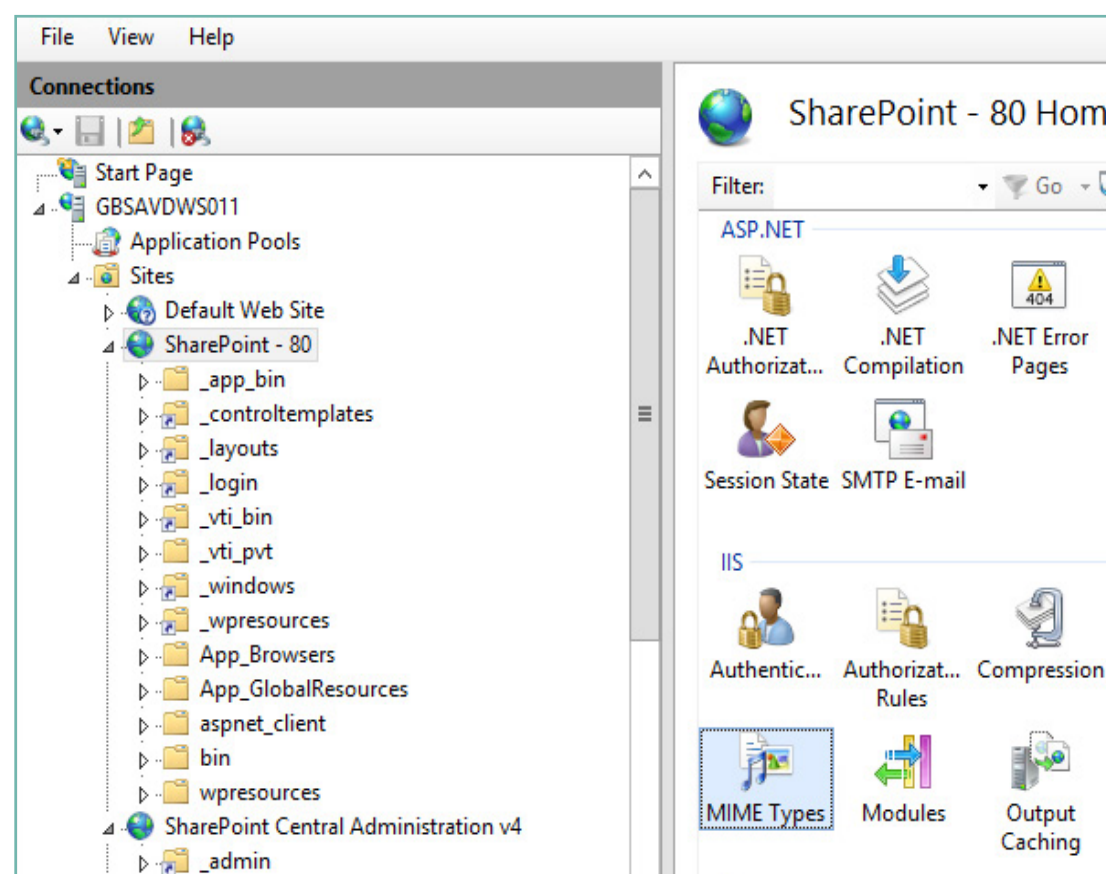 File View Help
Connections
Start Page
GBSAVDWS011
Application Pools
Sites
Default Web Site
SharePoint - 80
_app_bin
_controltemplates
_layouts
_login
_vti_bin
_vti_pvt
_windows
_wpresources
App_Browsers
App_GlobalResources
aspnet_client
bin
wpresources
SharePoint Central Administration v4
_admin
SharePoint - 80 Hom
Filter: Go
ASP.NET
.NET Authorizat...
.NET Compilation
404
.NET Error Pages
Session State
SMTP E-mail
IIS
Authentic...
Authorizat... Rules
Compression
MIME Types
Modules
Output Caching